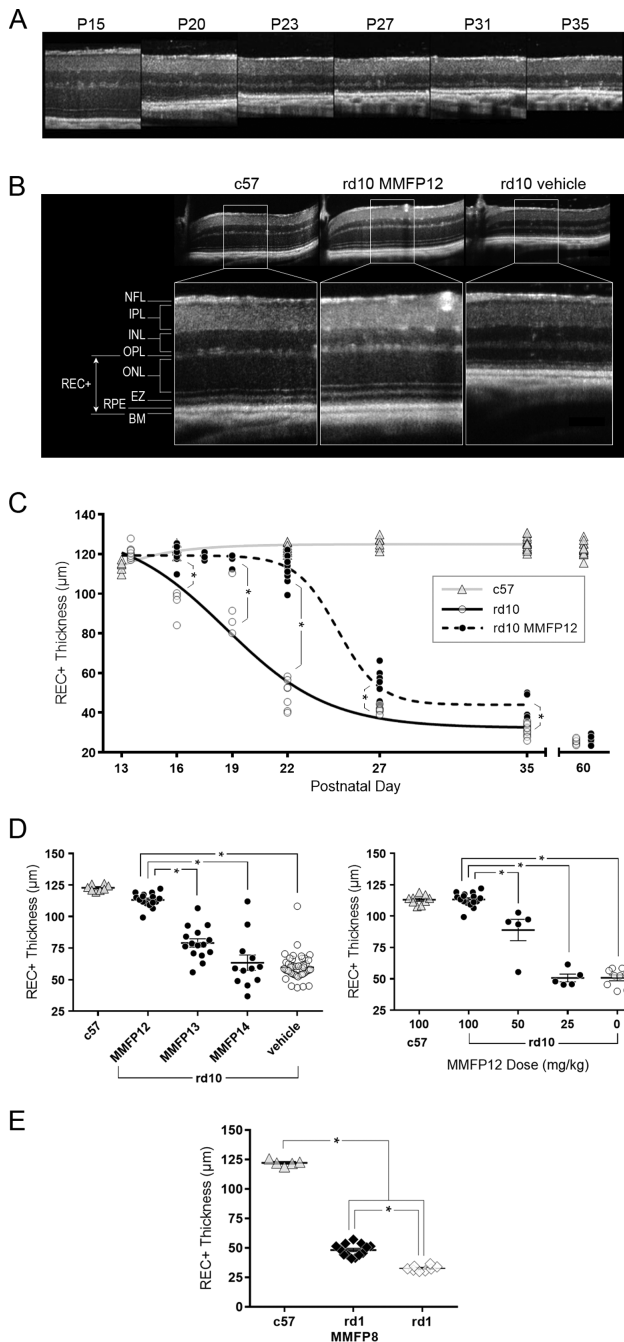 A
P15 P20 P23 P27 P31 P35
B
c57 rd10 MMFP12 rd10 vehicle
NFL
IPL
INL
OPL
REC+
ONL
EZ
RPE
BM
C
REC+ Thickness (µm)
140
120
100
80
60
40
20
c57
rd10
rd10 MMFP12
* * * * *
13 16 19 22 27 35 60
Postnatal Day
D
REC+ Thickness (µm)
150
125
100
75
50
25
* * *
c57 MMFP12 MMFP13 MMFP14 vehicle
rd10
REC+ Thickness (µm)
150
125
100
75
50
25
* * *
100 100 50 25 0
c57 rd10
MMFP12 Dose (mg/kg)
E
REC+ Thickness (µm)
150
125
100
75
50
25
* *
c57 rd1 rd1
MMFP8